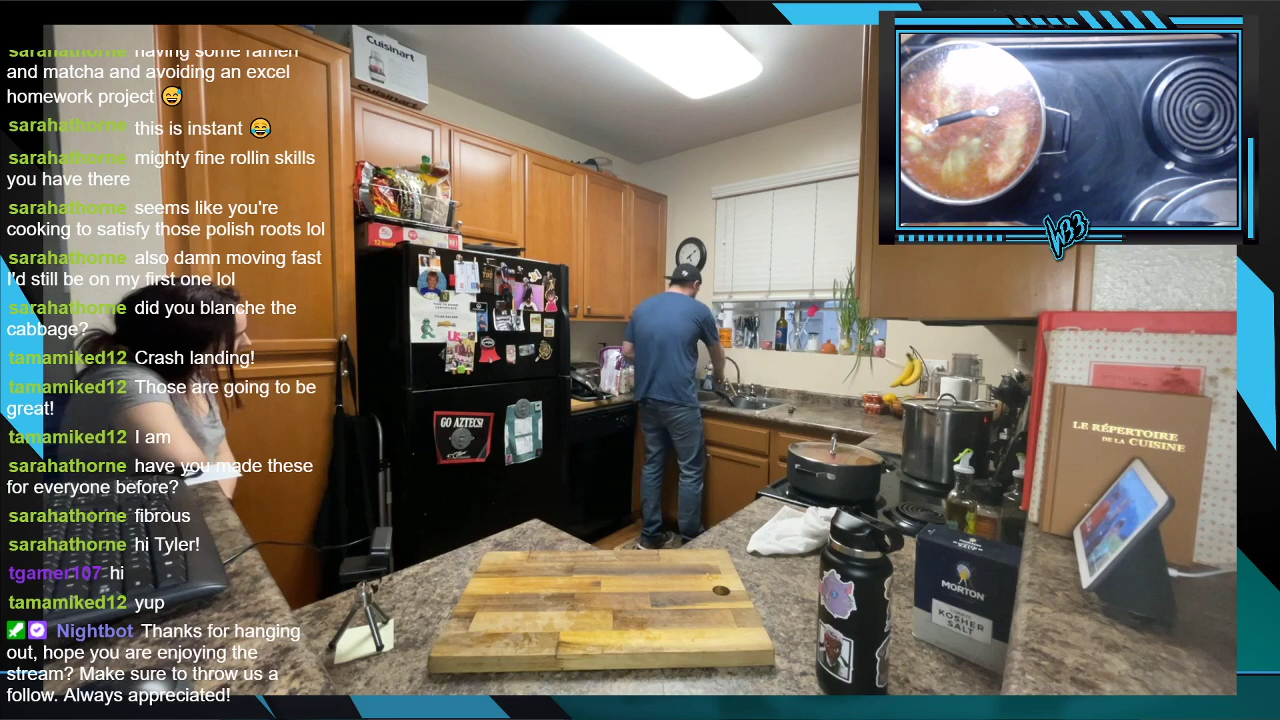 sarahathorne having some ramen
and matcha and avoiding an excel
homework project 😅
sarahathorne this is instant 😂
sarahathorne mighty fine rollin skills
you have there
sarahathorne seems like you're
cooking to satisfy those polish roots lol
sarahathorne also damn moving fast
I'd still be on my first one lol
sarahathorne did you blanche the
cabbage?
tamamiked12 Crash landing!
tamamiked12 Those are going to be
great!
tamamiked12 I am
sarahathorne have you made these
for everyone before?
sarahathorne fibrous
sarahathorne hi Tyler!
tgamer107 hi
tamamiked12 yup
Nightbot Thanks for hanging
out, hope you are enjoying the
stream? Make sure to throw us a
follow. Always appreciated!
Cuisinart
Cuisinart
GO AZTECS!
W33
LE RÉPERTOIRE
DE LA CUISINE
MORTON
KOSHER
SALT